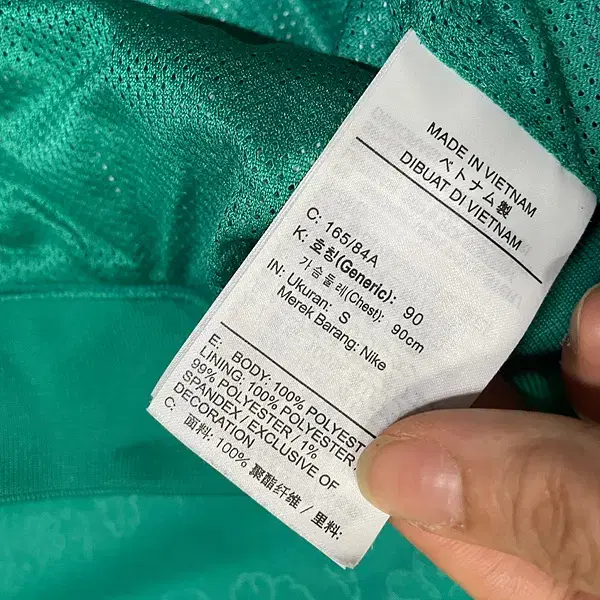 MADE IN VIETNAM
ベトナム製
DIBUAT DI VIETNAM
C: 165/84A
K: 호칭(Generic): 90
가슴둘레(Chest): 90cm
IN: Ukuran: S
Merek Barang: Nike
E: BODY: 100% POLYEST
LINING: 100% POLYESTER
99% POLYESTER / 1%
SPANDEX / EXCLUSIVE OF
DECORATION
C: 面料: 100% 聚酯纤维 / 里料: